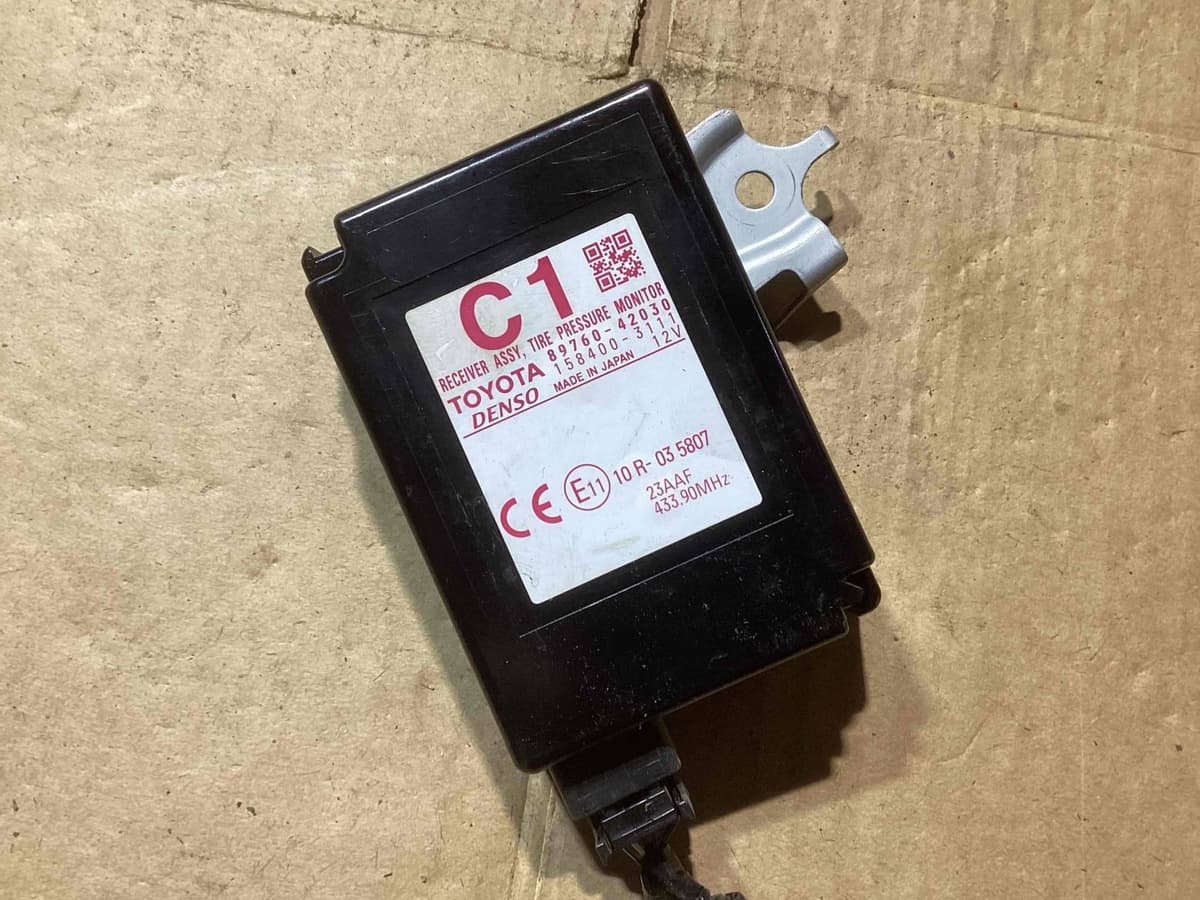 C1
RECEIVER ASSY, TIRE PRESSURE MONITOR
TOYOTA 89760-42030
DENSO 158400-3111
MADE IN JAPAN 12V
CE E11 10 R- 03 5807
23AAF
433.90MHz